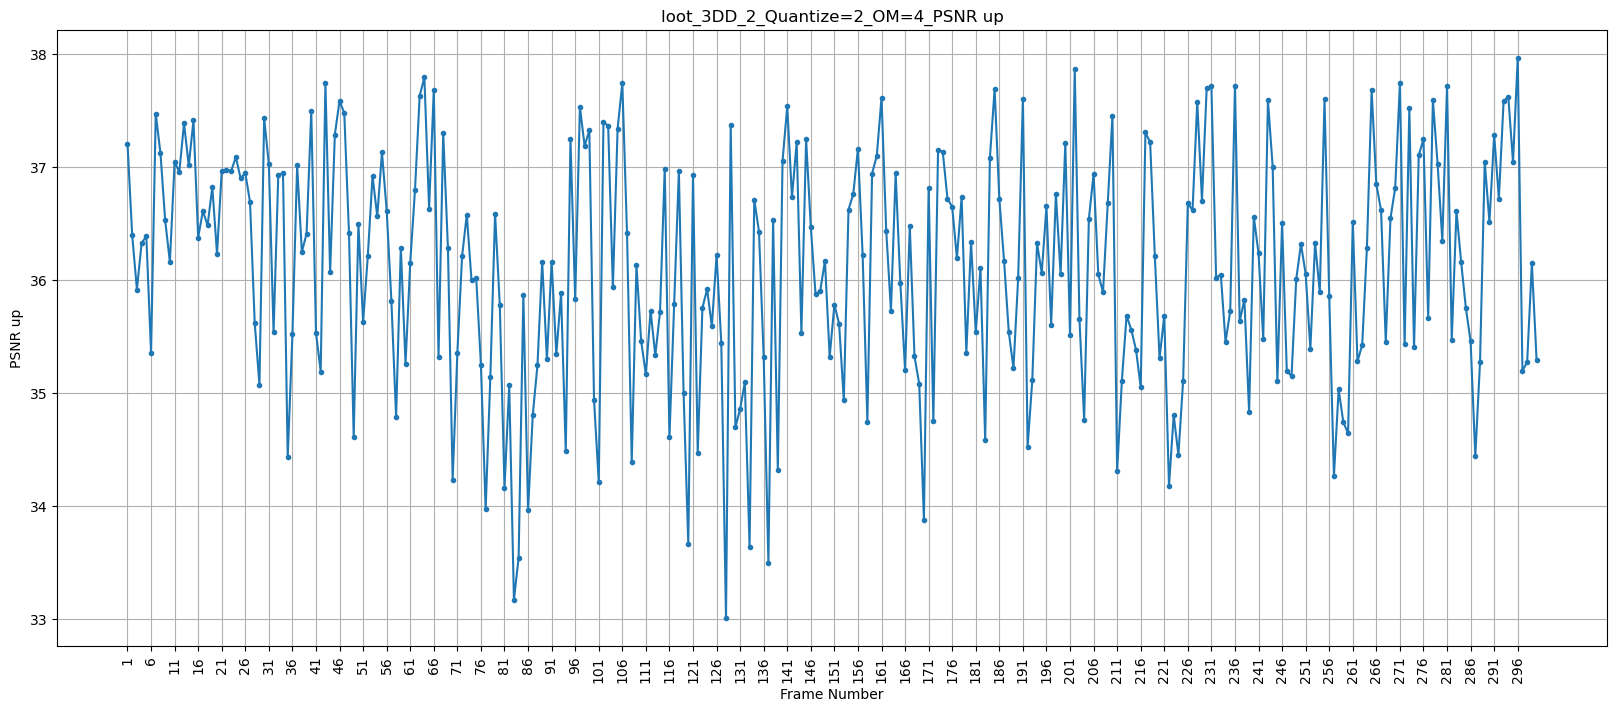 loot_3DD_2_Quantize=2_OM=4_PSNR up
38
37
36
35
34
33
PSNR up
1 6 11 16 21 26 31 36 41 46 51 56 61 66 71 76 81 86 91 96 101 106 111 116 121 126 131 136 141 146 151 156 161 166 171 176 181 186 191 196 201 206 211 216 221 226 231 236 241 246 251 256 261 266 271 276 281 286 291 296
Frame Number